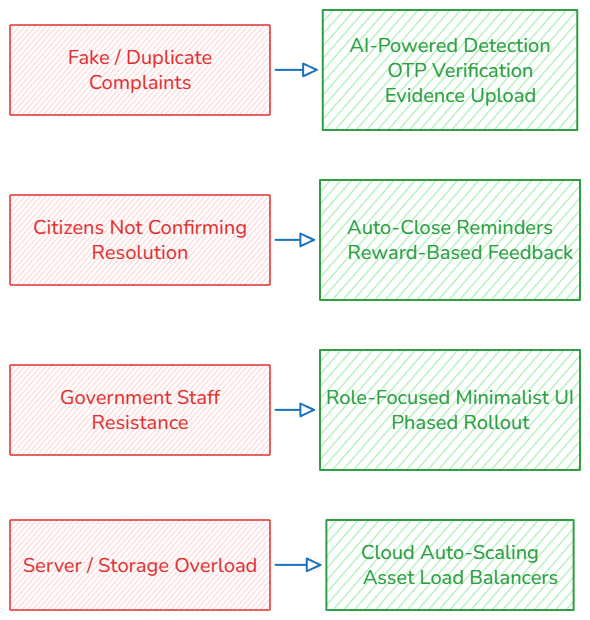 Fake / Duplicate
Complaints
AI-Powered Detection
OTP Verification
Evidence Upload
Citizens Not Confirming
Resolution
Auto-Close Reminders
Reward-Based Feedback
Government Staff
Resistance
Role-Focused Minimalist UI
Phased Rollout
Server / Storage Overload
Cloud Auto-Scaling
Asset Load Balancers